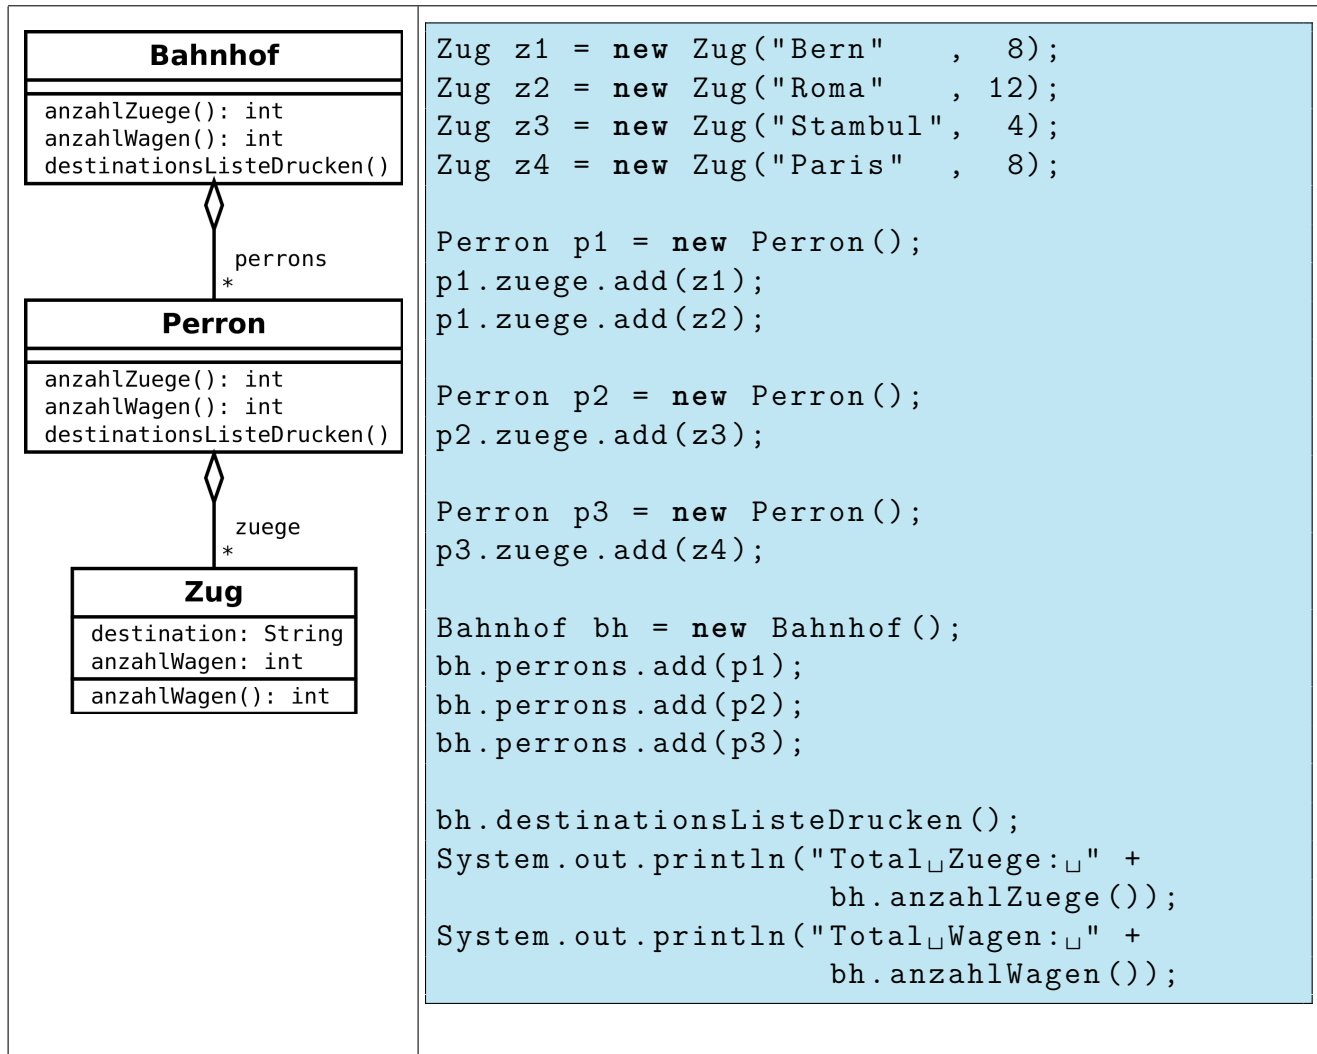 Bahnhof
anzahlZuege(): int
anzahlWagen(): int
destinationsListeDrucken()
perrons
*
Perron
anzahlZuege(): int
anzahlWagen(): int
destinationsListeDrucken()
zuege
*
Zug
destination: String
anzahlWagen: int
anzahlWagen(): int
Zug z1 = new Zug("Bern"   ,  8);
Zug z2 = new Zug("Roma"   , 12);
Zug z3 = new Zug("Stambul",  4);
Zug z4 = new Zug("Paris"  ,  8);
Perron p1 = new Perron();
p1.zuege.add(z1);
p1.zuege.add(z2);
Perron p2 = new Perron();
p2.zuege.add(z3);
Perron p3 = new Perron();
p3.zuege.add(z4);
Bahnhof bh = new Bahnhof();
bh.perrons.add(p1);
bh.perrons.add(p2);
bh.perrons.add(p3);
bh.destinationsListeDrucken();
System.out.println("Total␣Zuege:␣" +
bh.anzahlZuege());
System.out.println("Total␣Wagen:␣" +
bh.anzahlWagen());